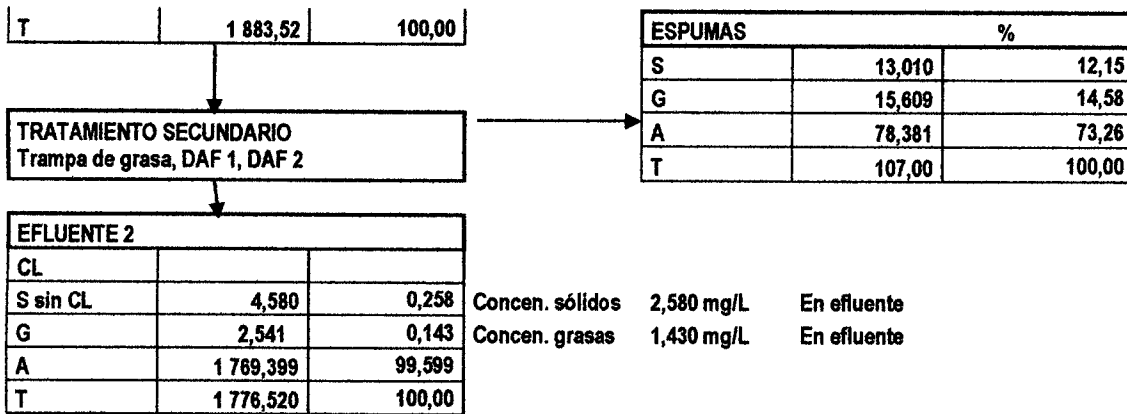 T 1 883,52 100,00
ESPUMAS %
S 13,010 12,15
G 15,609 14,58
A 78,381 73,26
T 107,00 100,00
TRATAMIENTO SECUNDARIO
Trampa de grasa, DAF 1, DAF 2
EFLUENTE 2
CL
S sin CL 4,580 0,258 Concen. sólidos 2,580 mg/L En efluente
G 2,541 0,143 Concen. grasas 1,430 mg/L En efluente
A 1 769,399 99,599
T 1 776,520 100,00